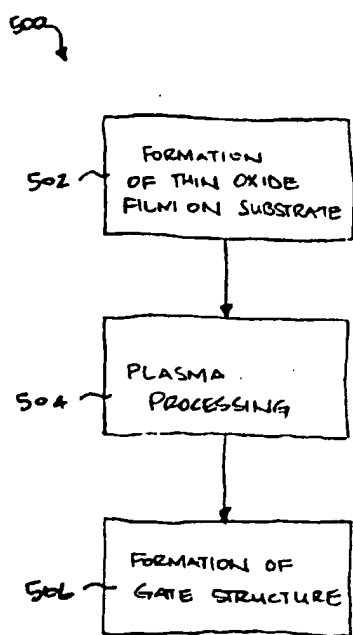 500
FORMATION
OF THIN OXIDE
FILM ON SUBSTRATE
502
PLASMA
PROCESSING
504
FORMATION OF
GATE STRUCTURE
506